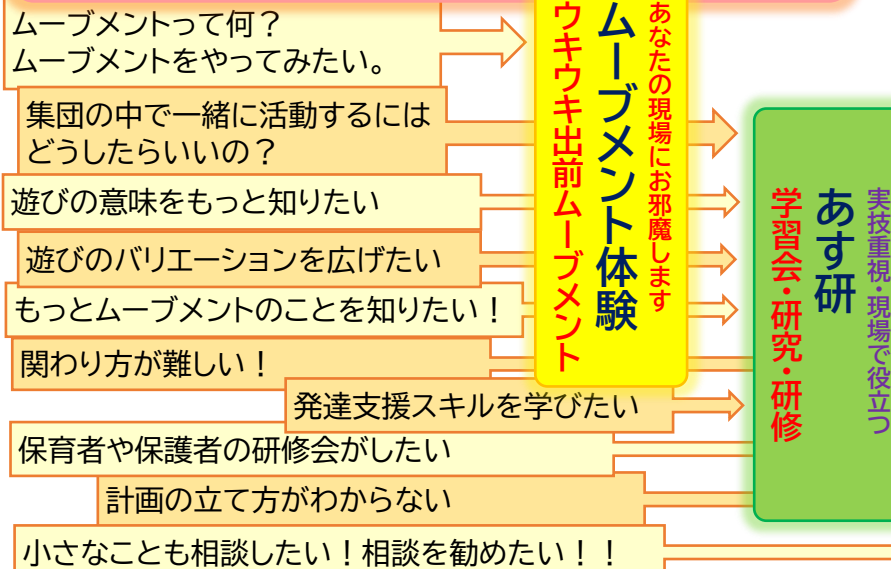 ムーブメントって何？
ムーブメントをやってみたい。
集団の中で一緒に活動するには
どうしたらいいの？
遊びの意味をもっと知りたい
遊びのバリエーションを広げたい
もっとムーブメントのことを知りたい！
関わり方が難しい！
発達支援スキルを学びたい
保育者や保護者の研修会がしたい
計画の立て方がわからない
小さなことも相談したい！相談を勧めたい！！
あなたの現場にお邪魔します
ムーブメント体験
ウキウキ出前ムーブメント
実技重視・現場で役立つ
あす研
学習会・研究・研修